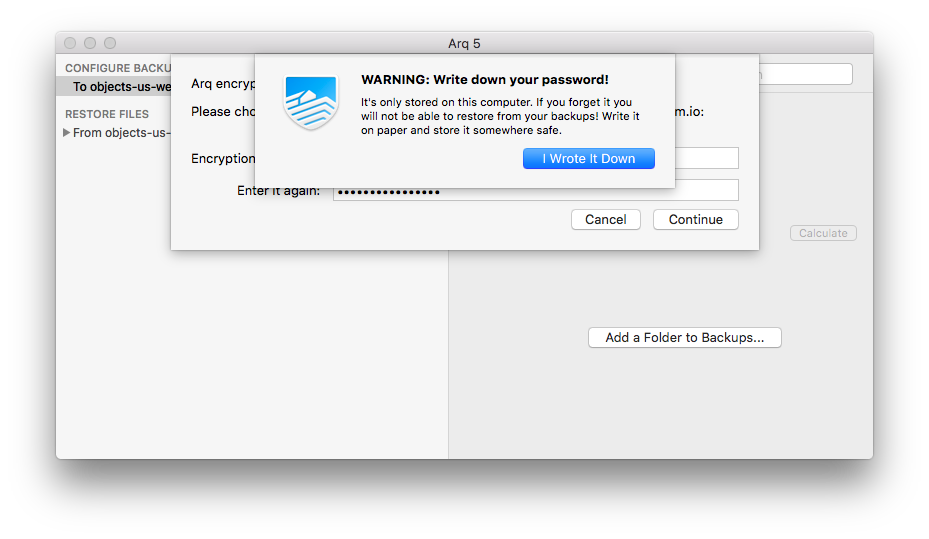 Arq 5
CONFIGURE BACKU
To objects-us-we
RESTORE FILES
From objects-us-
Arq encryp
Please cho
m.io:
Encryption
Enter it again:
••••••••••••••••
WARNING: Write down your password!
It's only stored on this computer. If you forget it you
will not be able to restore from your backups! Write it
on paper and store it somewhere safe.
I Wrote It Down
Cancel
Continue
Calculate
Add a Folder to Backups...